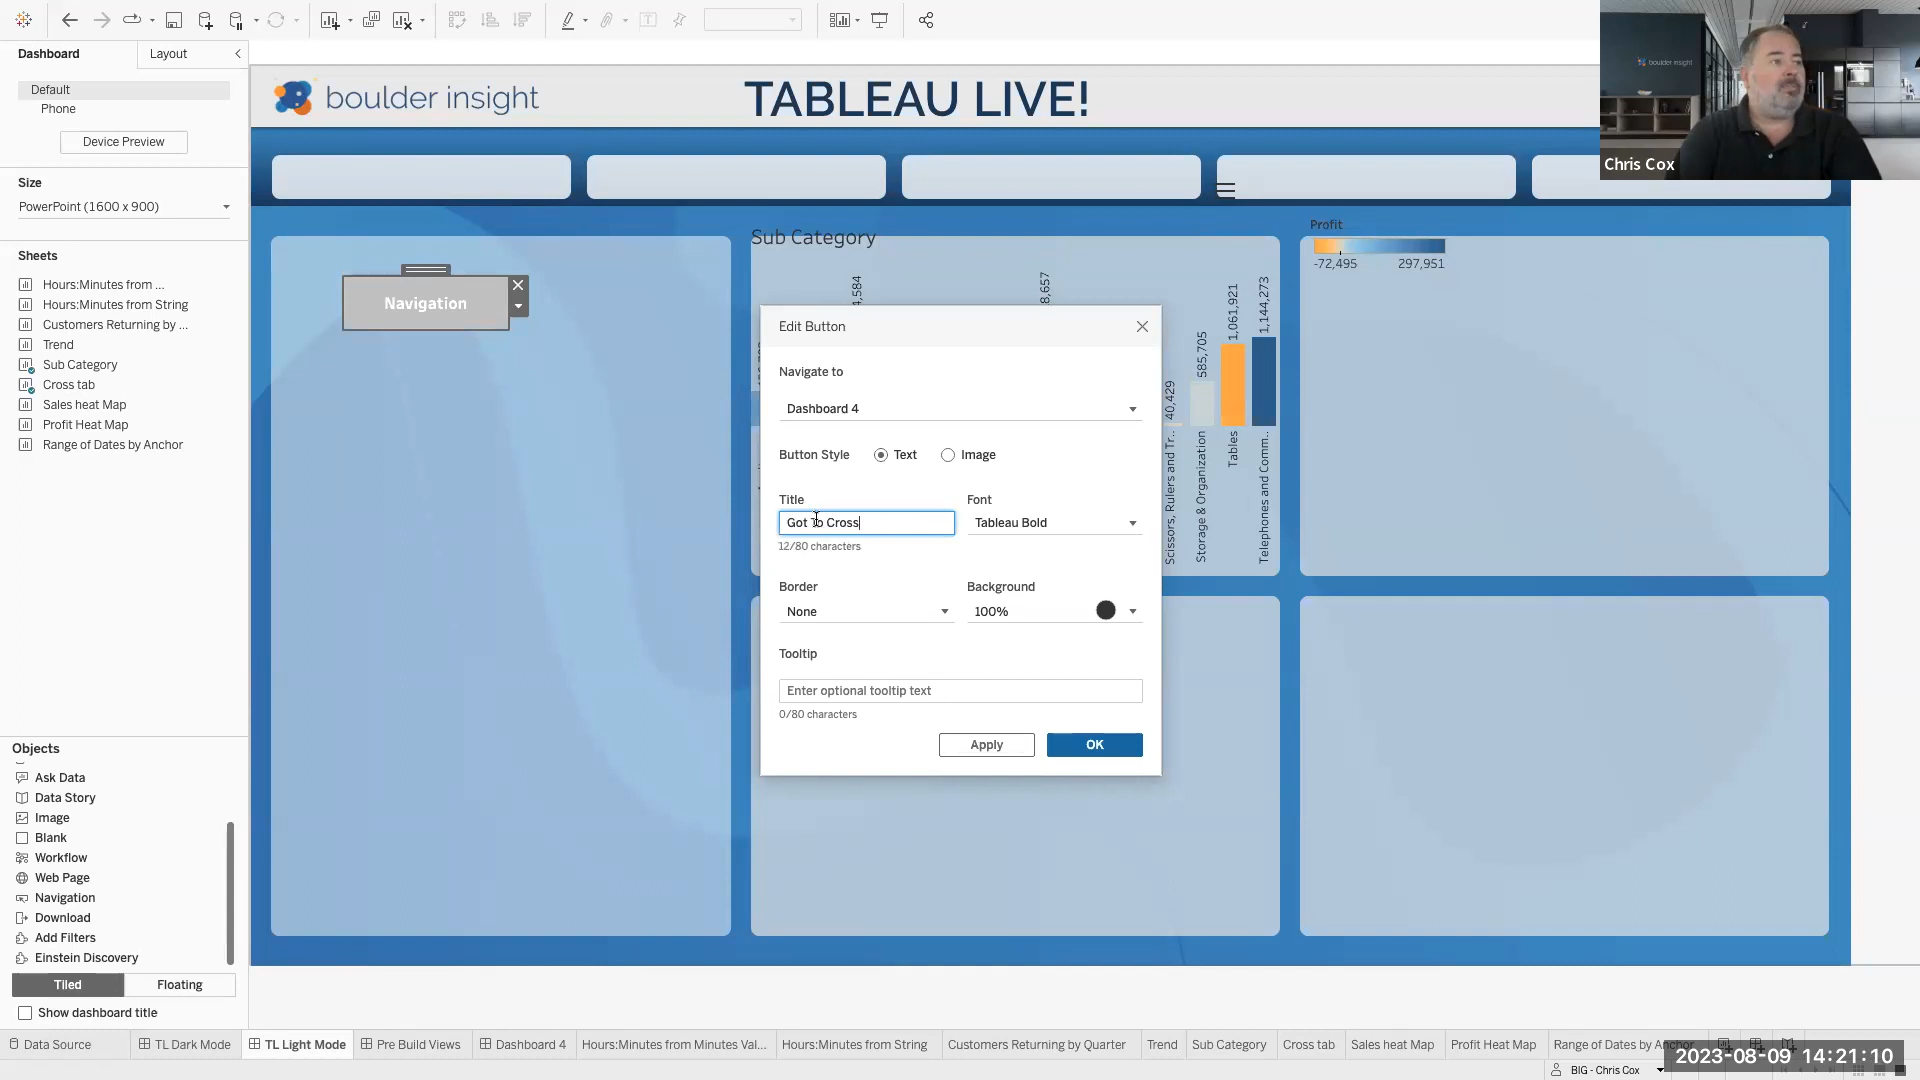 Dashboard
Layout
Default
Phone
Device Preview
Size
PowerPoint (1600 x 900)
Sheets
Hours:Minutes from ...
Hours:Minutes from String
Customers Returning by ...
Trend
Sub Category
Cross tab
Sales heat Map
Profit Heat Map
Range of Dates by Anchor
Objects
Ask Data
Data Story
Image
Blank
Workflow
Web Page
Navigation
Download
Add Filters
Einstein Discovery
Tiled
Floating
Show dashboard title
boulder insight
TABLEAU LIVE!
boulder insight
Chris Cox
Navigation
Sub Category
Profit
-72,495
297,951
4,584
8,657
40,429
585,705
1,061,921
1,144,273
Scissors, Rulers and Tr..
Storage & Organization
Tables
Telephones and Comm..
Edit Button
Navigate to
Dashboard 4
Button Style
Text
Image
Title
Font
Got To Cross
Tableau Bold
12/80 characters
Border
Background
None
100%
Tooltip
Enter optional tooltip text
0/80 characters
Apply
OK
Data Source
TL Dark Mode
TL Light Mode
Pre Build Views
Dashboard 4
Hours:Minutes from Minutes Val...
Hours:Minutes from String
Customers Returning by Quarter
Trend
Sub Category
Cross tab
Sales heat Map
Profit Heat Map
Range of Dates by Anchor
2023-08-09 14:21:10
BIG - Chris Cox